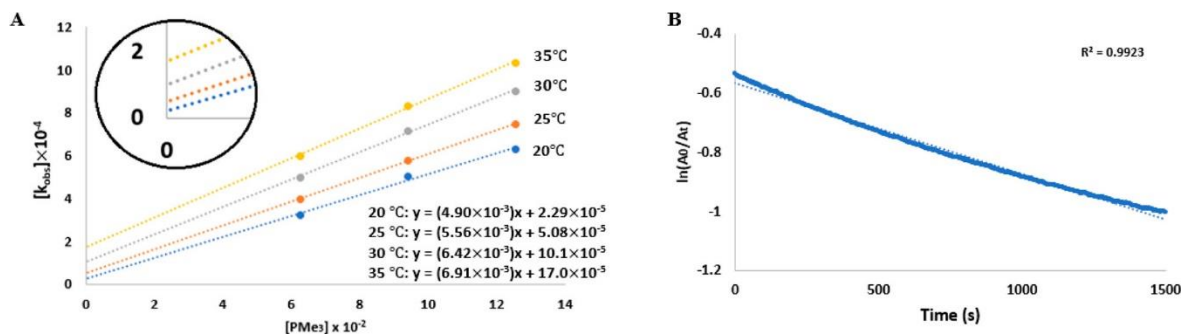 A
12
10
8
6
4
2
0
[kobs]×10⁻⁴
2
0
0
35°C
30°C
25°C
20°C
20 °C: y = (4.90×10⁻³)x + 2.29×10⁻⁵
25 °C: y = (5.56×10⁻³)x + 5.08×10⁻⁵
30 °C: y = (6.42×10⁻³)x + 10.1×10⁻⁵
35 °C: y = (6.91×10⁻³)x + 17.0×10⁻⁵
0 2 4 6 8 10 12 14
[PMe₃] x 10⁻²
B
-0.4
-0.6
-0.8
-1
-1.2
ln(A0/At)
R² = 0.9923
0 500 1000 1500
Time (s)